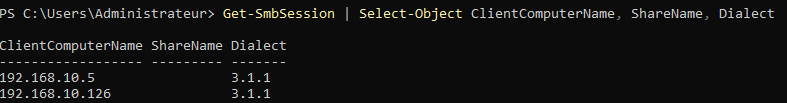 PS C:\Users\Administrateur> Get-SmbSession | Select-Object ClientComputerName, ShareName, Dialect
ClientComputerName ShareName Dialect
------------------ --------- -------
192.168.10.5                 3.1.1
192.168.10.126               3.1.1